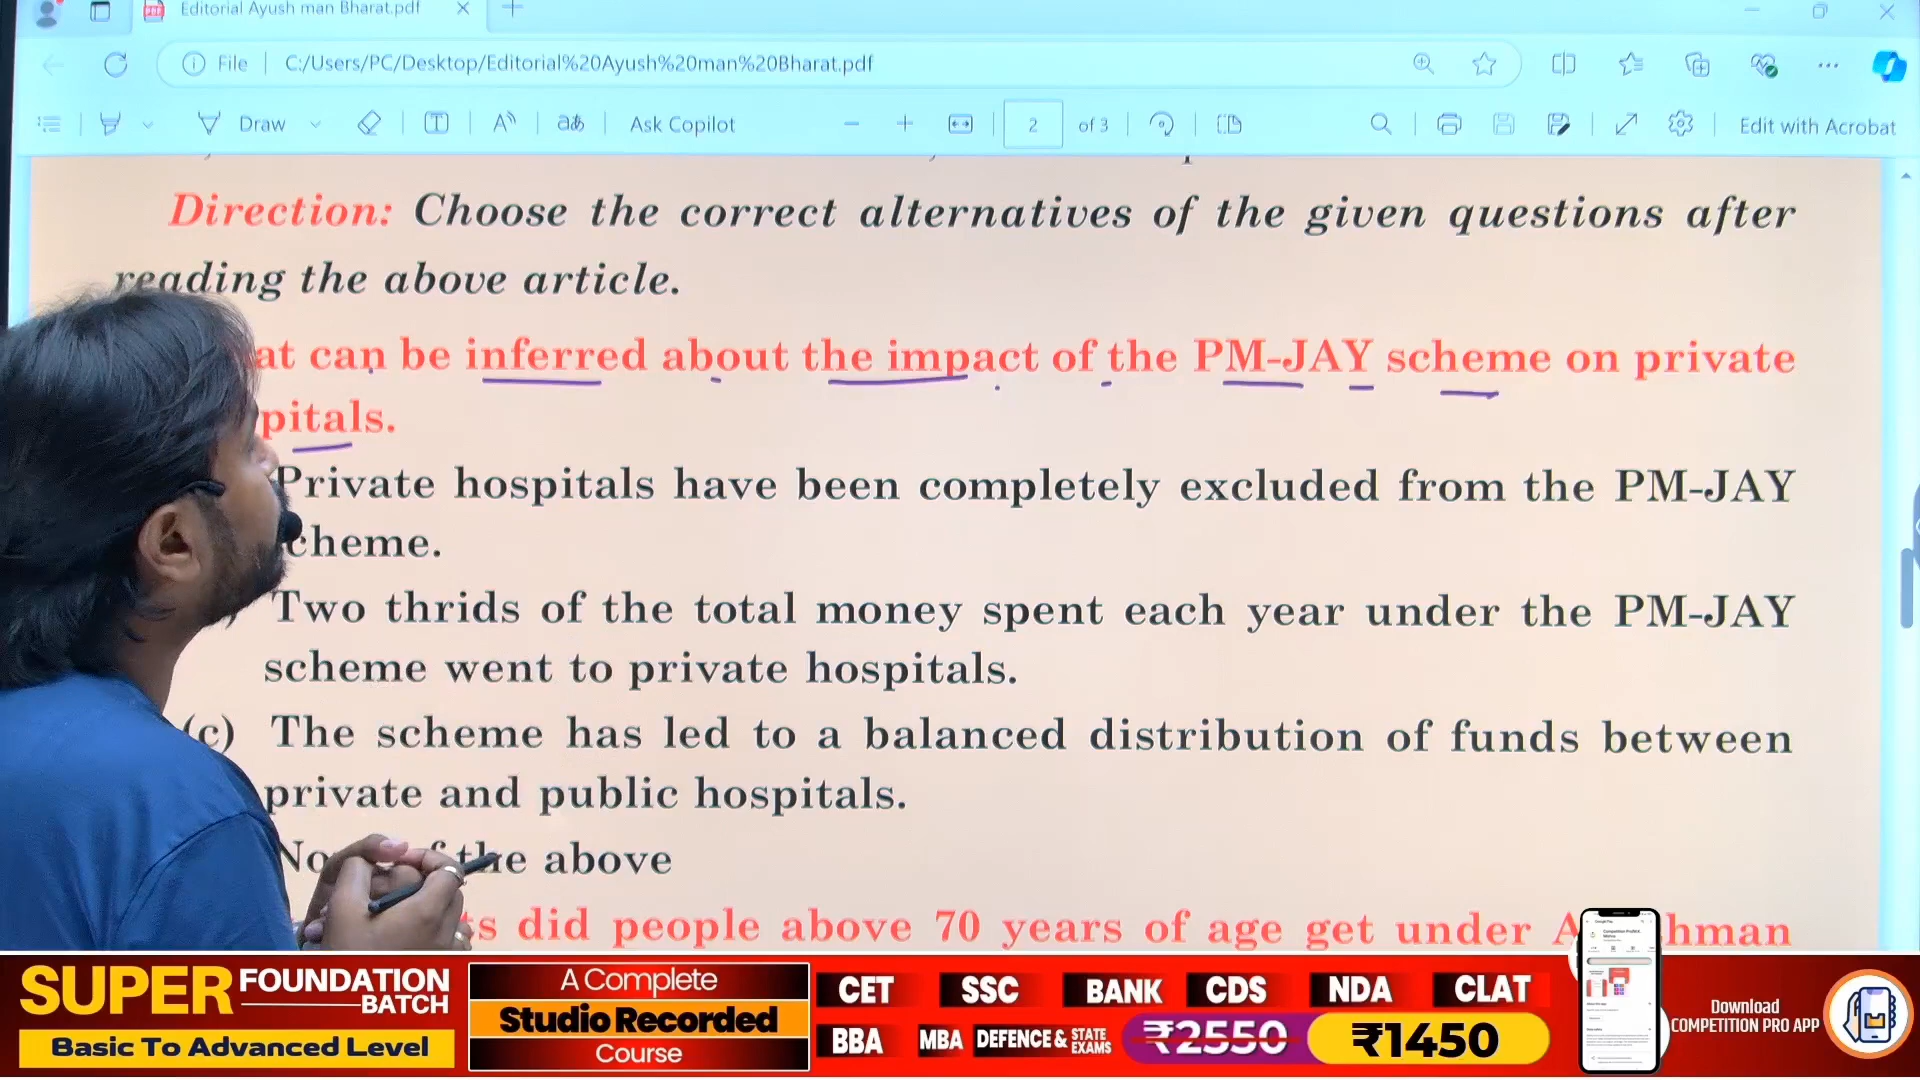 Editorial Ayush man Bharat.pdf
File
C:/Users/PC/Desktop/Editorial%20Ayush%20man%20Bharat.pdf
Draw
Ask Copilot
2
of 3
Edit with Acrobat
Direction: Choose the correct alternatives of the given questions after
reading the above article.
at can be inferred about the impact of the PM-JAY scheme on private
pitals.
Private hospitals have been completely excluded from the PM-JAY
cheme.
Two thrids of the total money spent each year under the PM-JAY
scheme went to private hospitals.
(c) The scheme has led to a balanced distribution of funds between
private and public hospitals.
the above
did people above 70 years of age get under
hman
SUPER FOUNDATION BATCH
Basic To Advanced Level
A Complete
Studio Recorded
Course
CET SSC BANK CDS NDA CLAT
BBA MBA DEFENCE & STATE EXAMS ₹2550 ₹1450
Download
COMPETITION PRO APP